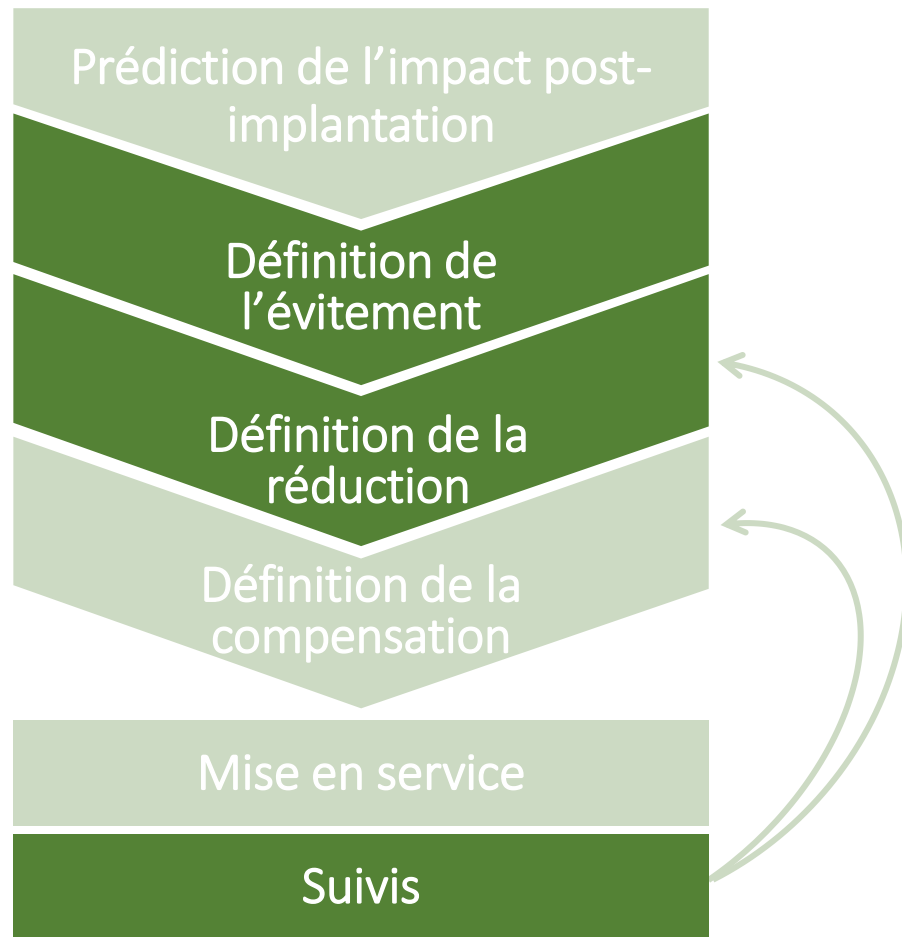 Prédiction de l’impact post-
implantation
Définition de
l’évitement
Définition de la
réduction
Définition de la
compensation
Mise en service
Suivis